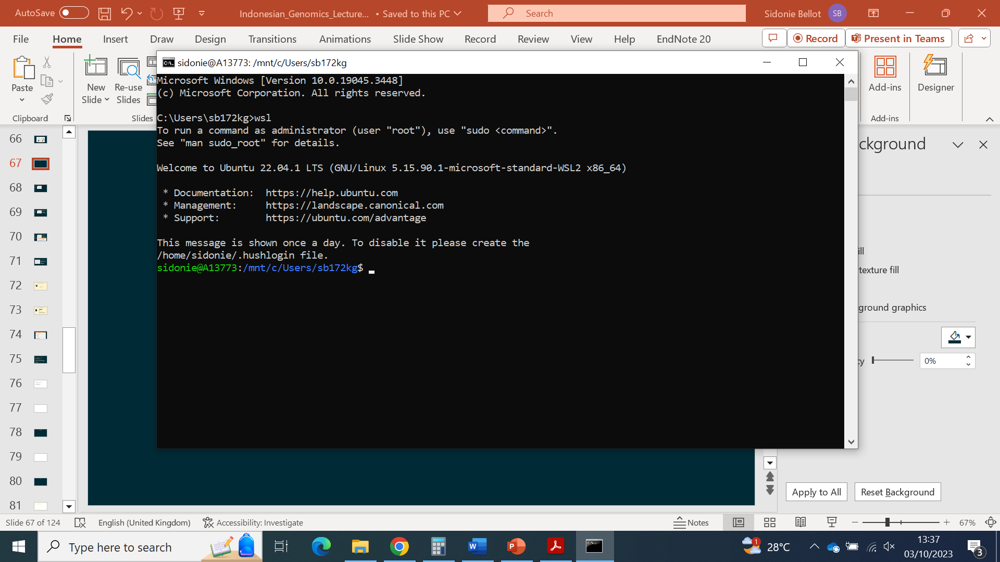 AutoSave
Indonesian_Genomics_Lecture... • Saved to this PC
Search
Sidonie Bellot
SB
File Home Insert Draw Design Transitions Animations Slide Show Record Review View Help EndNote 20
Record
Present in Teams
Paste
Clipboard
New Slide
Re-use Slides
Slides
Add-ins
Add-ins
Designer
sidonie@A13773: /mnt/c/Users/sb172kg
Microsoft Windows [Version 10.0.19045.3448]
(c) Microsoft Corporation. All rights reserved.
C:\Users\sb172kg>wsl
To run a command as administrator (user "root"), use "sudo <command>".
See "man sudo_root" for details.
Welcome to Ubuntu 22.04.1 LTS (GNU/Linux 5.15.90.1-microsoft-standard-WSL2 x86_64)
* Documentation: https://help.ubuntu.com
* Management: https://landscape.canonical.com
* Support: https://ubuntu.com/advantage
This message is shown once a day. To disable it please create the
/home/sidonie/.hushlogin file.
sidonie@A13773:/mnt/c/Users/sb172kg$
66
67
68
69
70
71
72
73
74
75
76
77
78
79
80
81
ckground
ill
texture fill
ground graphics
cy
0%
Apply to All
Reset Background
Slide 67 of 124
English (United Kingdom)
Accessibility: Investigate
Notes
67%
Type here to search
1
28°C
13:37
03/10/2023
3